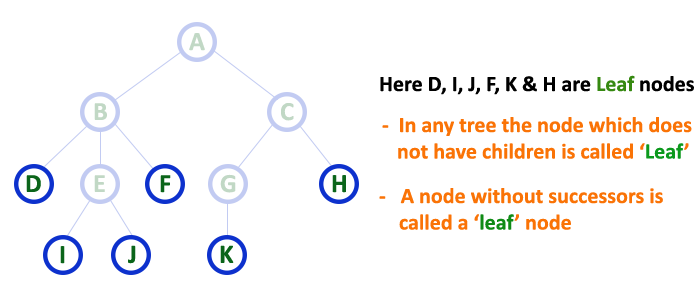 A
B
C
D
E
F
G
H
I
J
K
Here D, I, J, F, K & H are Leaf nodes
- In any tree the node which does
not have children is called ‘Leaf’
- A node without successors is
called a ‘leaf’ node